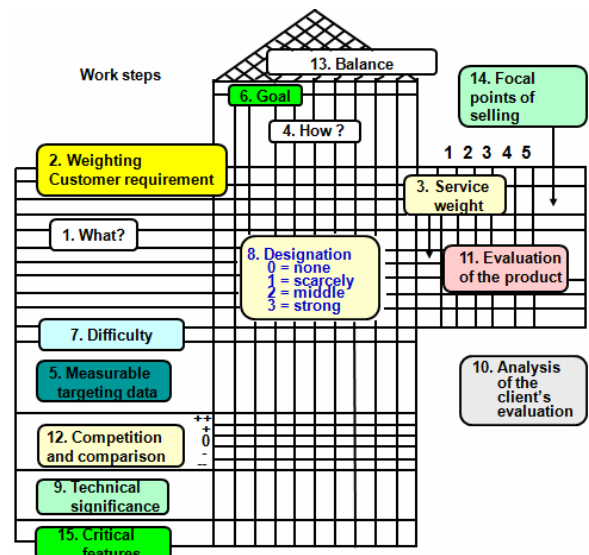 13. Balance
Work steps
14. Focal
points of
selling
6. Goal
4. How ?
2. Weighting
Customer requirement
1 2 3 4 5
3. Service
weight
1. What?
8. Designation
0 = none
1 = scarcely
2 = middle
3 = strong
11. Evaluation
of the product
7. Difficulty
5. Measurable
targeting data
10. Analysis
of the
client's
evaluation
++
+
0
-
--
12. Competition
and comparison
9. Technical
significance
15. Critical
features